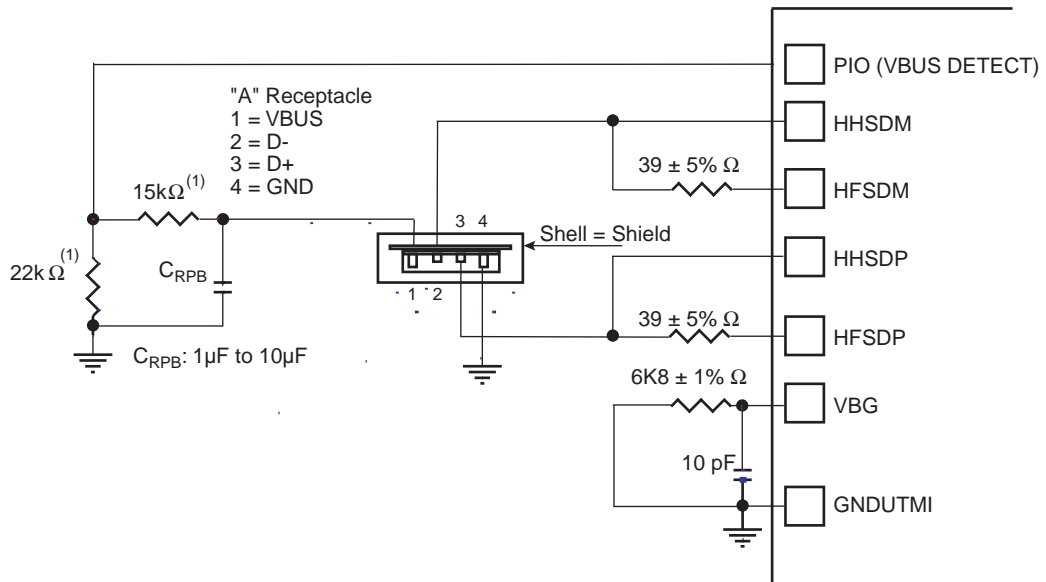 PIO (VBUS DETECT)
"A" Receptacle
1 = VBUS
2 = D-
3 = D+
4 = GND
HHSDM
39 ± 5% Ω
HFSDM
15kΩ (1)
3 4
Shell = Shield
HHSDP
22k Ω (1)
CRPB
1 2
39 ± 5% Ω
HFSDP
CRPB: 1µF to 10µF
6K8 ± 1% Ω
VBG
10 pF
GNDUTMI